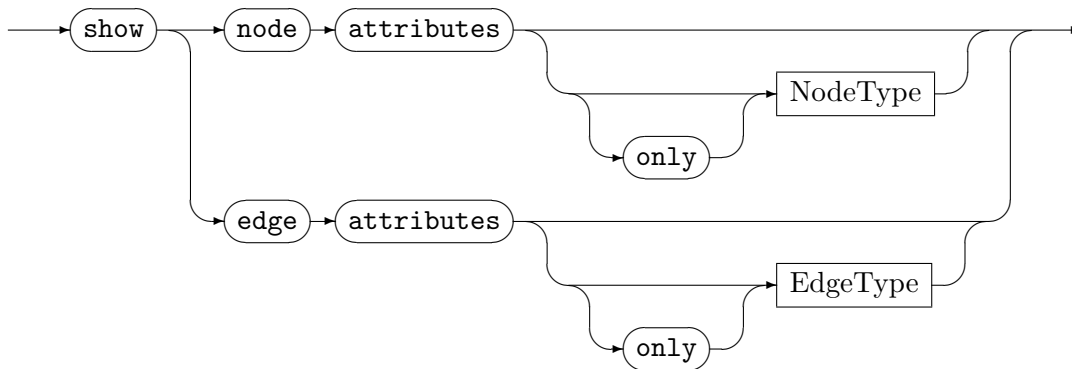 show node attributes
NodeType
only
edge attributes
EdgeType
only